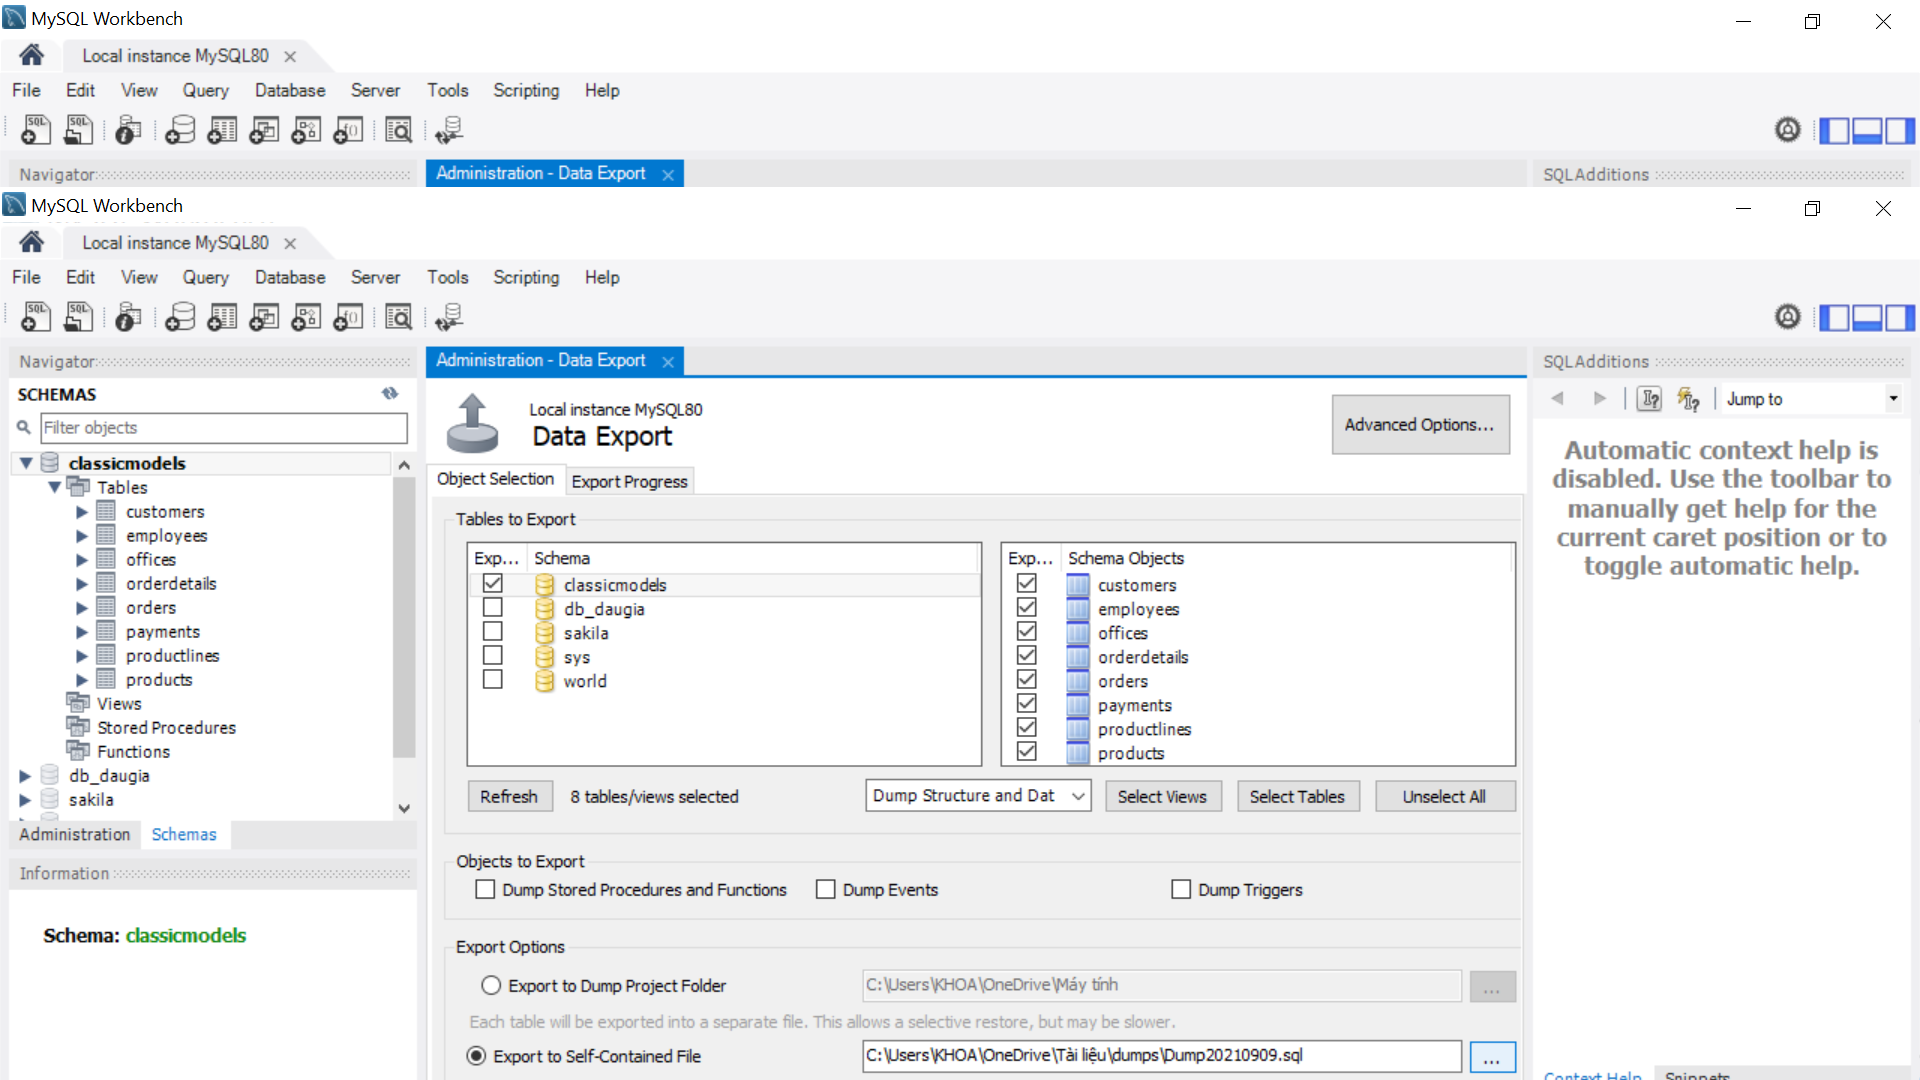 MySQL Workbench
Local instance MySQL80
File Edit View Query Database Server Tools Scripting Help
Navigator
Administration - Data Export
SQLAdditions
MySQL Workbench
Local instance MySQL80
File Edit View Query Database Server Tools Scripting Help
Navigator
SCHEMAS
Filter objects
classicmodels
Tables
customers
employees
offices
orderdetails
orders
payments
productlines
products
Views
Stored Procedures
Functions
db_daugia
sakila
Administration Schemas
Information
Schema: classicmodels
Administration - Data Export
Local instance MySQL80
Data Export
Advanced Options...
Object Selection Export Progress
Tables to Export
Exp... Schema
classicmodels
db_daugia
sakila
sys
world
Exp... Schema Objects
customers
employees
offices
orderdetails
orders
payments
productlines
products
Refresh 8 tables/views selected Dump Structure and Dat Select Views Select Tables Unselect All
Objects to Export
Dump Stored Procedures and Functions Dump Events Dump Triggers
Export Options
Export to Dump Project Folder C:\Users\KHOA\OneDrive\Máy tính ...
Each table will be exported into a separate file. This allows a selective restore, but may be slower.
Export to Self-Contained File C:\Users\KHOA\OneDrive\Tài liệu\dumps\Dump20210909.sql ...
SQLAdditions
Jump to
Automatic context help is
disabled. Use the toolbar to
manually get help for the
current caret position or to
toggle automatic help.
Context Help Snippets